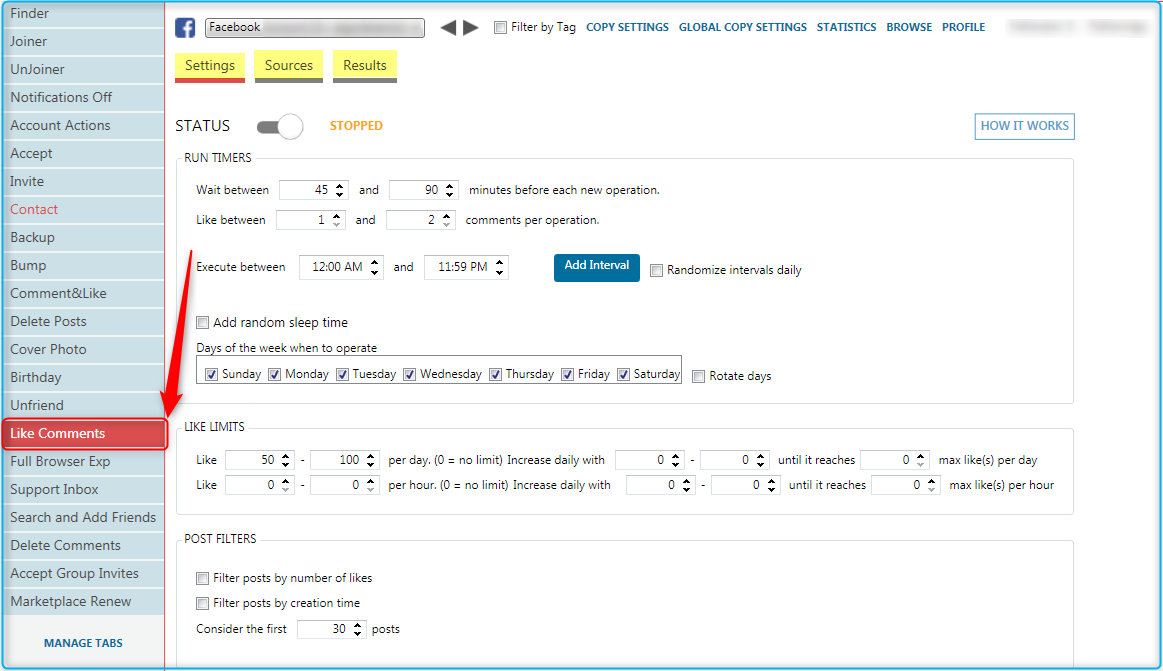 Finder
Joiner
UnJoiner
Notifications Off
Account Actions
Accept
Invite
Contact
Backup
Bump
Comment&Like
Delete Posts
Cover Photo
Birthday
Unfriend
Like Comments
Full Browser Exp
Support Inbox
Search and Add Friends
Delete Comments
Accept Group Invites
Marketplace Renew
MANAGE TABS
f Facebook Filter by Tag COPY SETTINGS GLOBAL COPY SETTINGS STATISTICS BROWSE PROFILE
Settings Sources Results
STATUS STOPPED HOW IT WORKS
RUN TIMERS
Wait between 45 and 90 minutes before each new operation.
Like between 1 and 2 comments per operation.
Execute between 12:00 AM and 11:59 PM Add Interval Randomize intervals daily
Add random sleep time
Days of the week when to operate
Sunday Monday Tuesday Wednesday Thursday Friday Saturday Rotate days
LIKE LIMITS
Like 50 - 100 per day. (0 = no limit) Increase daily with 0 - 0 until it reaches 0 max like(s) per day
Like 0 - 0 per hour. (0 = no limit) Increase daily with 0 - 0 until it reaches 0 max like(s) per hour
POST FILTERS
Filter posts by number of likes
Filter posts by creation time
Consider the first 30 posts